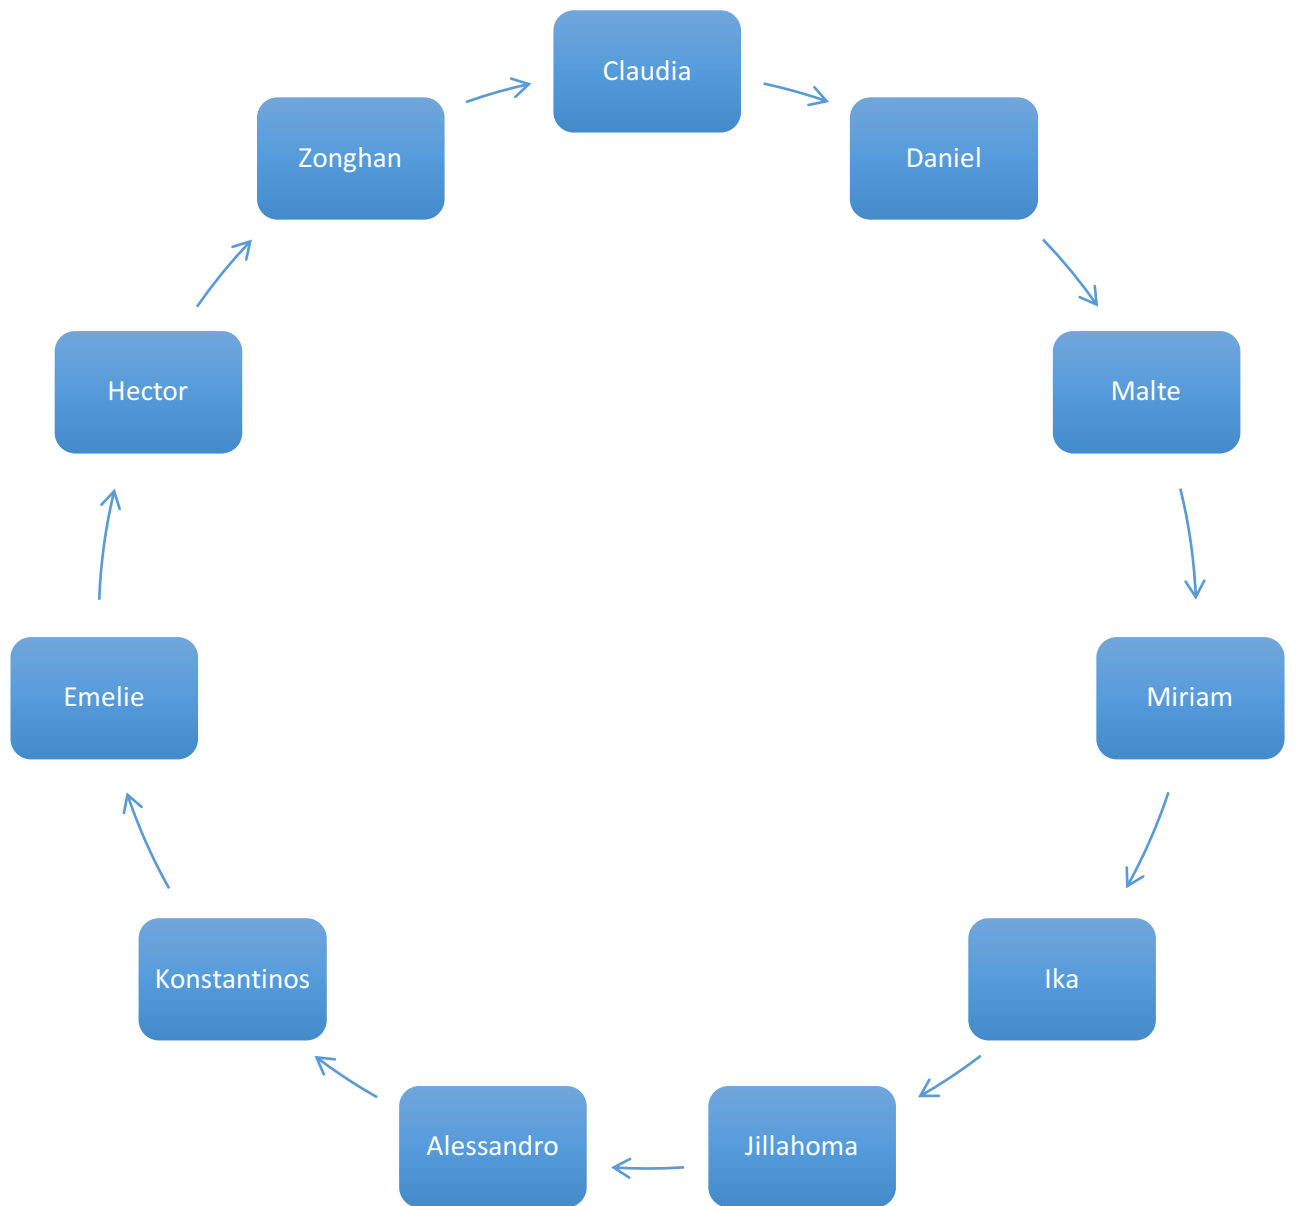 Claudia
Daniel
Malte
Miriam
Ika
Jillahoma
Alessandro
Konstantinos
Emelie
Hector
Zonghan